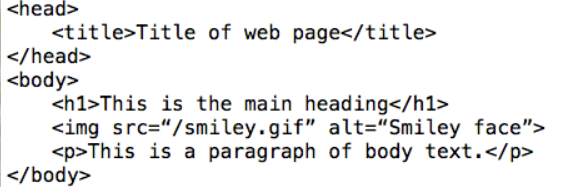 <head>
    <title>Title of web page</title>
</head>
<body>
    <h1>This is the main heading</h1>
    <img src=“/smiley.gif” alt=“Smiley face”>
    <p>This is a paragraph of body text.</p>
</body>